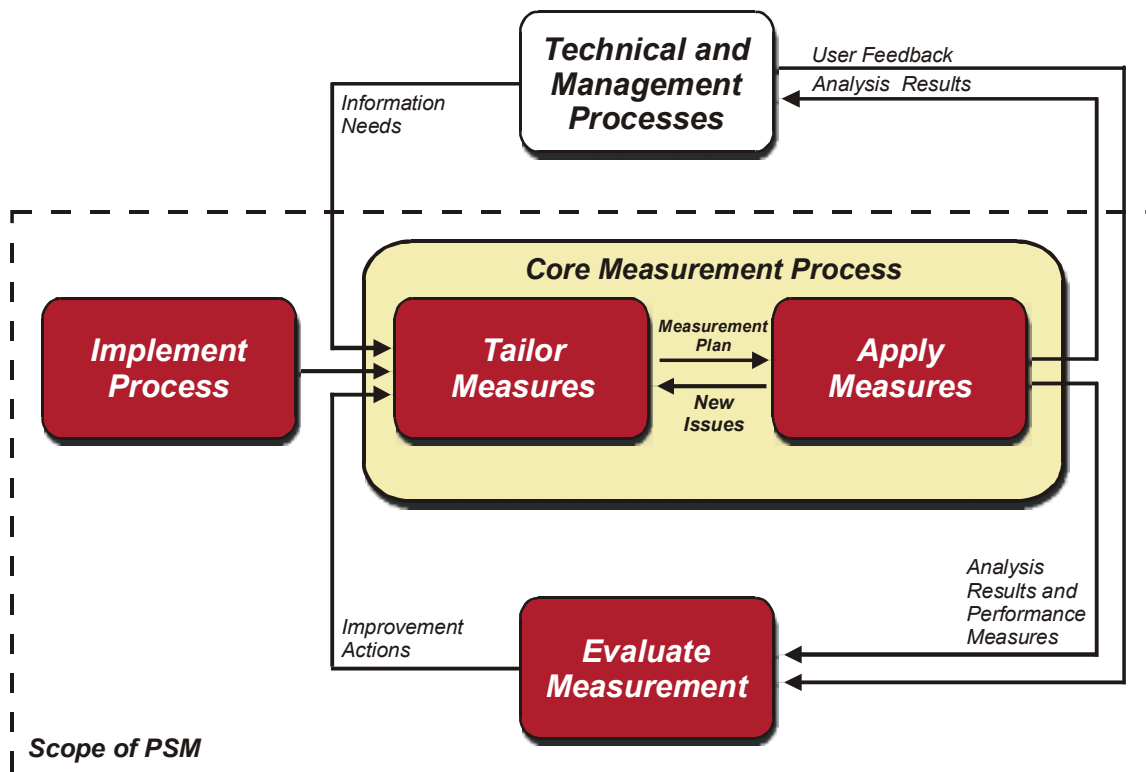 Technical and
Management
Processes
User Feedback
Analysis Results
Information
Needs
Core Measurement Process
Implement
Process
Tailor
Measures
Measurement
Plan
New
Issues
Apply
Measures
Analysis
Results and
Performance
Measures
Improvement
Actions
Evaluate
Measurement
Scope of PSM